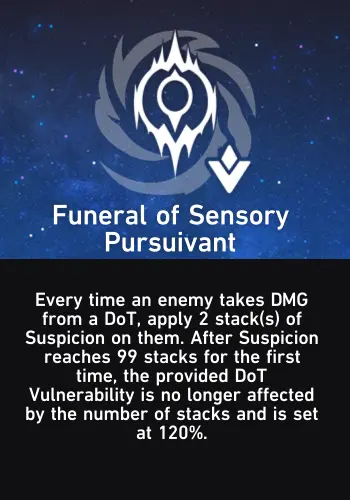 Funeral of Sensory
Pursuivant
Every time an enemy takes DMG
from a DoT, apply 2 stack(s) of
Suspicion on them. After Suspicion
reaches 99 stacks for the first
time, the provided DoT
Vulnerability is no longer affected
by the number of stacks and is set
at 120%.